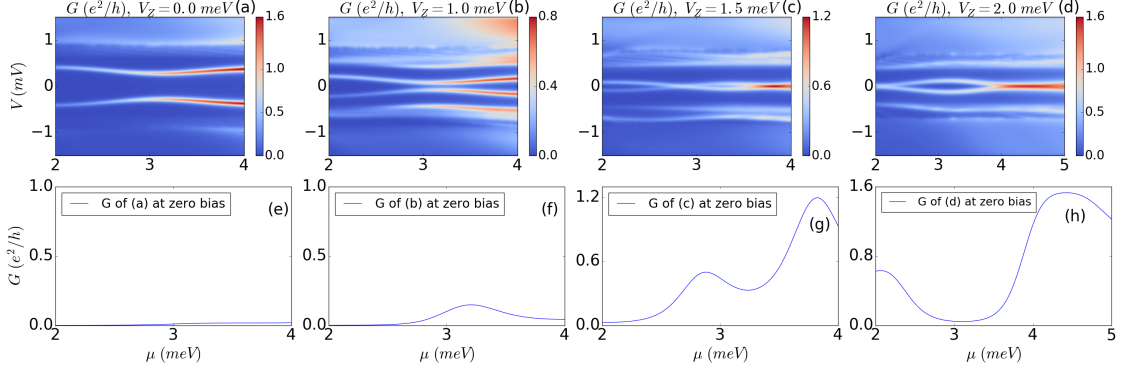 G (e²/h), V_Z=0.0 meV (a)
1.6
1.0
0.5
0.0
1
0
−1
V (mV)
2 3 4
μ (meV)
G (e²/h), V_Z=1.0 meV (b)
0.8
0.4
0.0
1
0
−1
2 3 4
μ (meV)
G (e²/h), V_Z=1.5 meV (c)
1.2
0.6
0.0
1
0
−1
2 3 4
μ (meV)
G (e²/h), V_Z=2.0 meV (d)
1.6
1.0
0.5
0.0
1
0
−1
2 3 4 5
μ (meV)
1.0
0.5
0.0
G (e²/h)
G of (a) at zero bias
(e)
2 3 4
μ (meV)
1.0
0.5
0.0
G of (b) at zero bias
(f)
2 3 4
μ (meV)
1.2
0.6
0.0
G of (c) at zero bias
(g)
2 3 4
μ (meV)
1.6
0.8
0.0
G of (d) at zero bias
(h)
2 3 4 5
μ (meV)